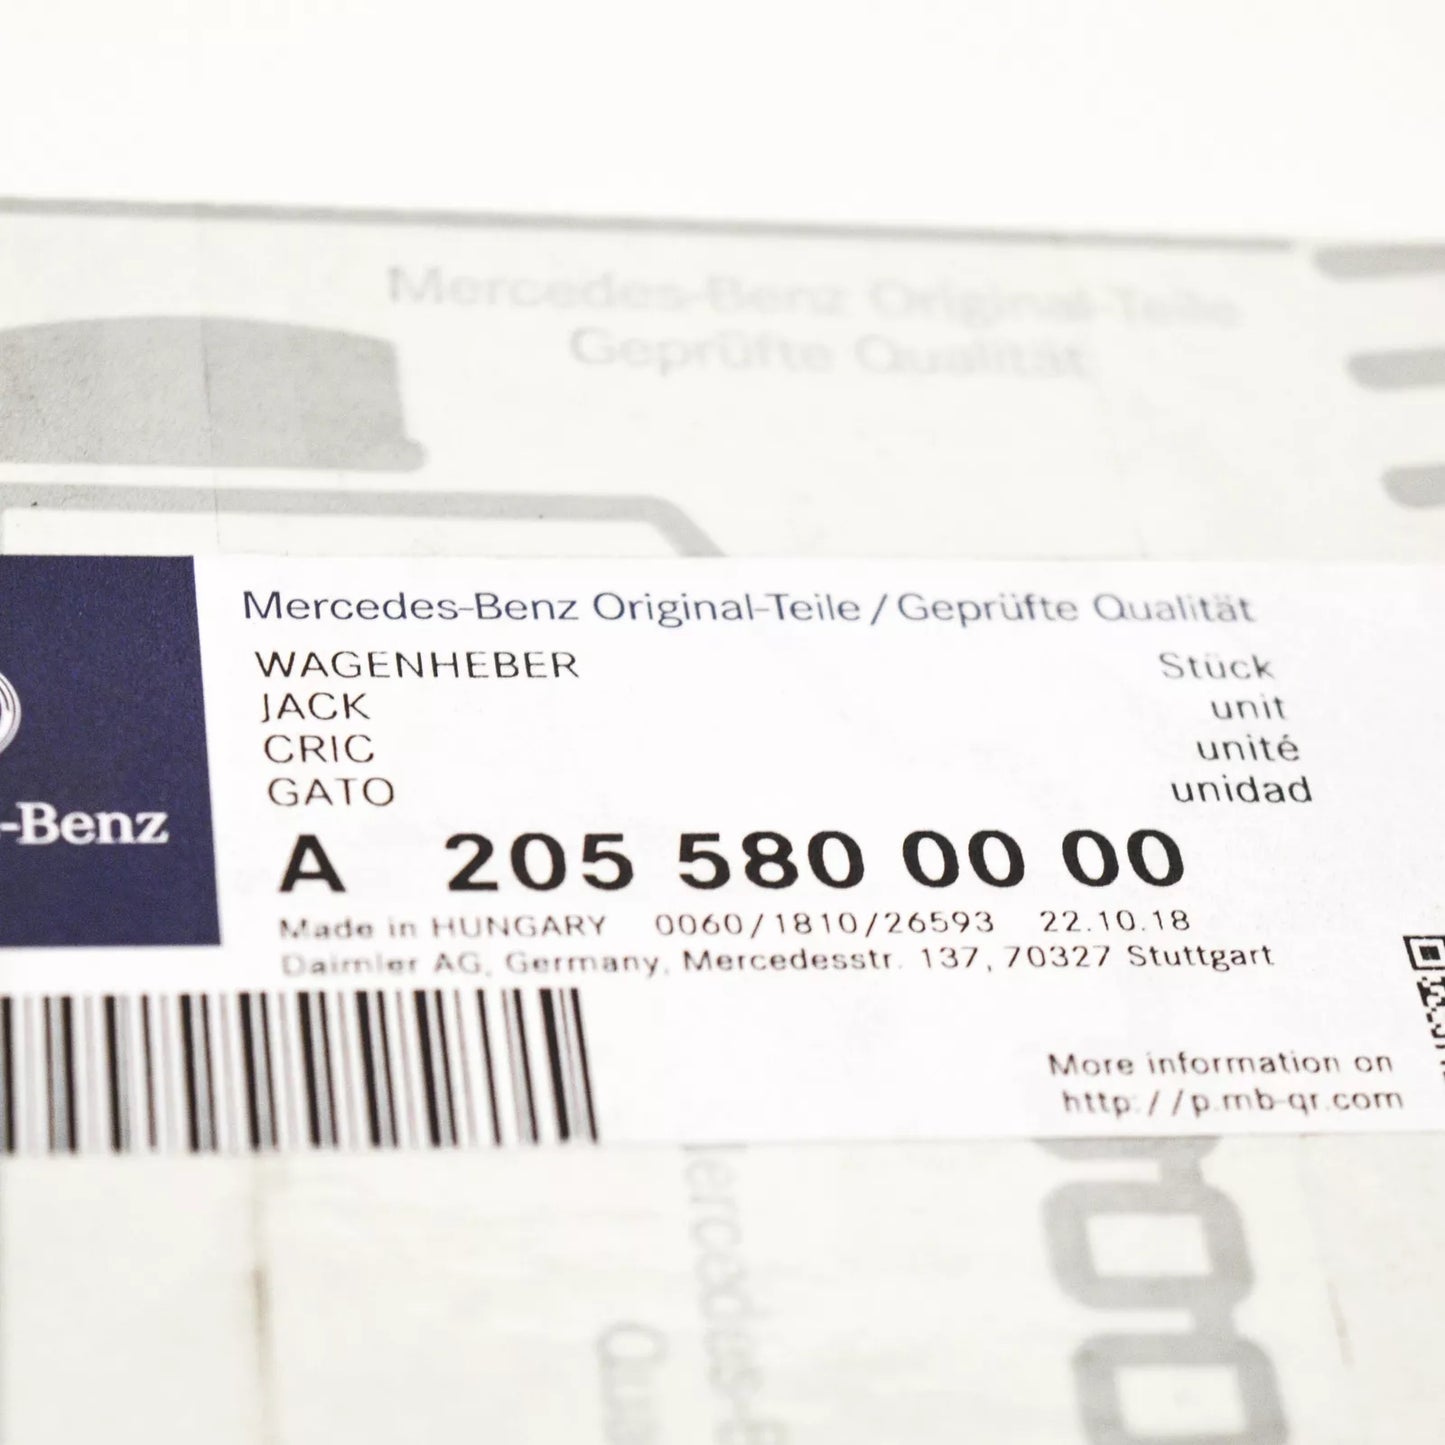 Mercedes-Benz Original-Teile
Geprüfte Qualität
Mercedes-Benz Original-Teile / Geprüfte Qualität
WAGENHEBER Stück
JACK unit
CRIC unité
GATO unidad
-Benz
A 205 580 00 00
Made in HUNGARY 0060/1810/26593 22.10.18
Daimler AG, Germany, Mercedesstr. 137, 70327 Stuttgart
More information on
http://p.mb-qr.com